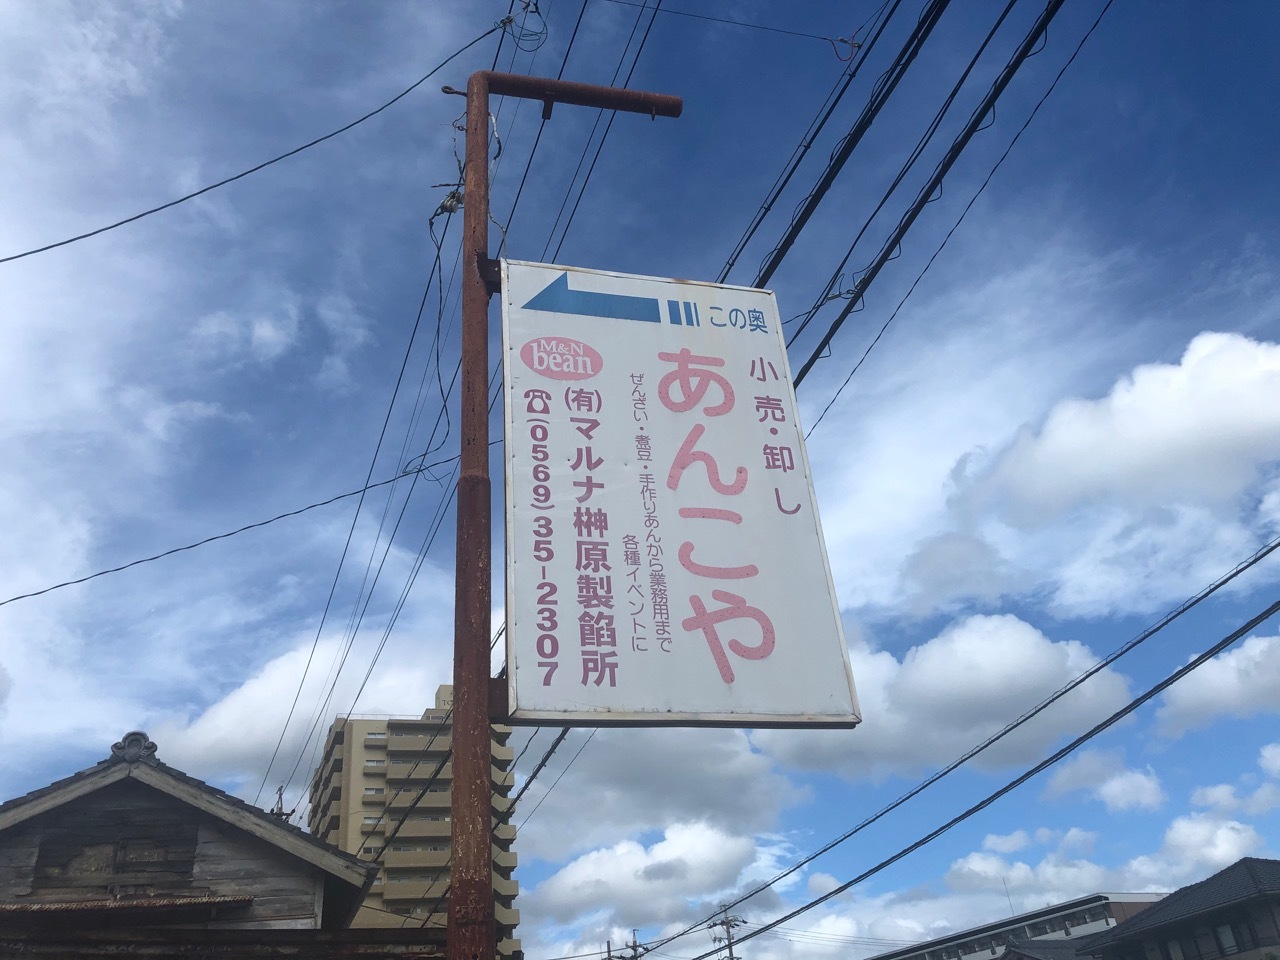 この奥
小売・卸し
あんこや
ぜんざい・煮豆・手作りあんから業務用まで
各種イベントに
M&N
bean
(有)マルナ榊原製餡所
☎(0569)35-2307